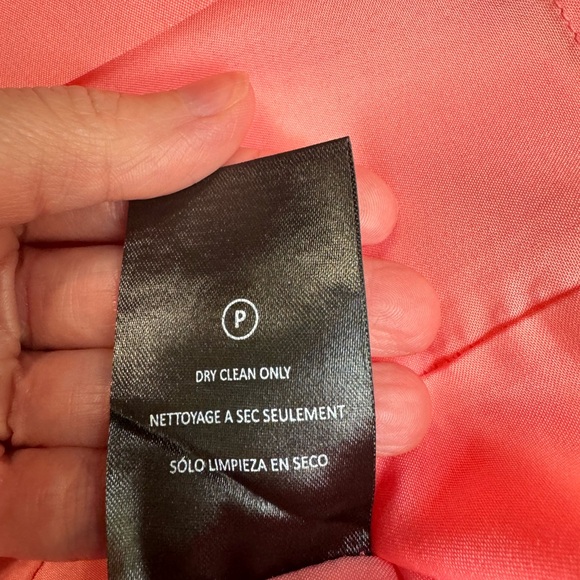 P
DRY CLEAN ONLY
NETTOYAGE A SEC SEULEMENT
SÓLO LIMPIEZA EN SECO